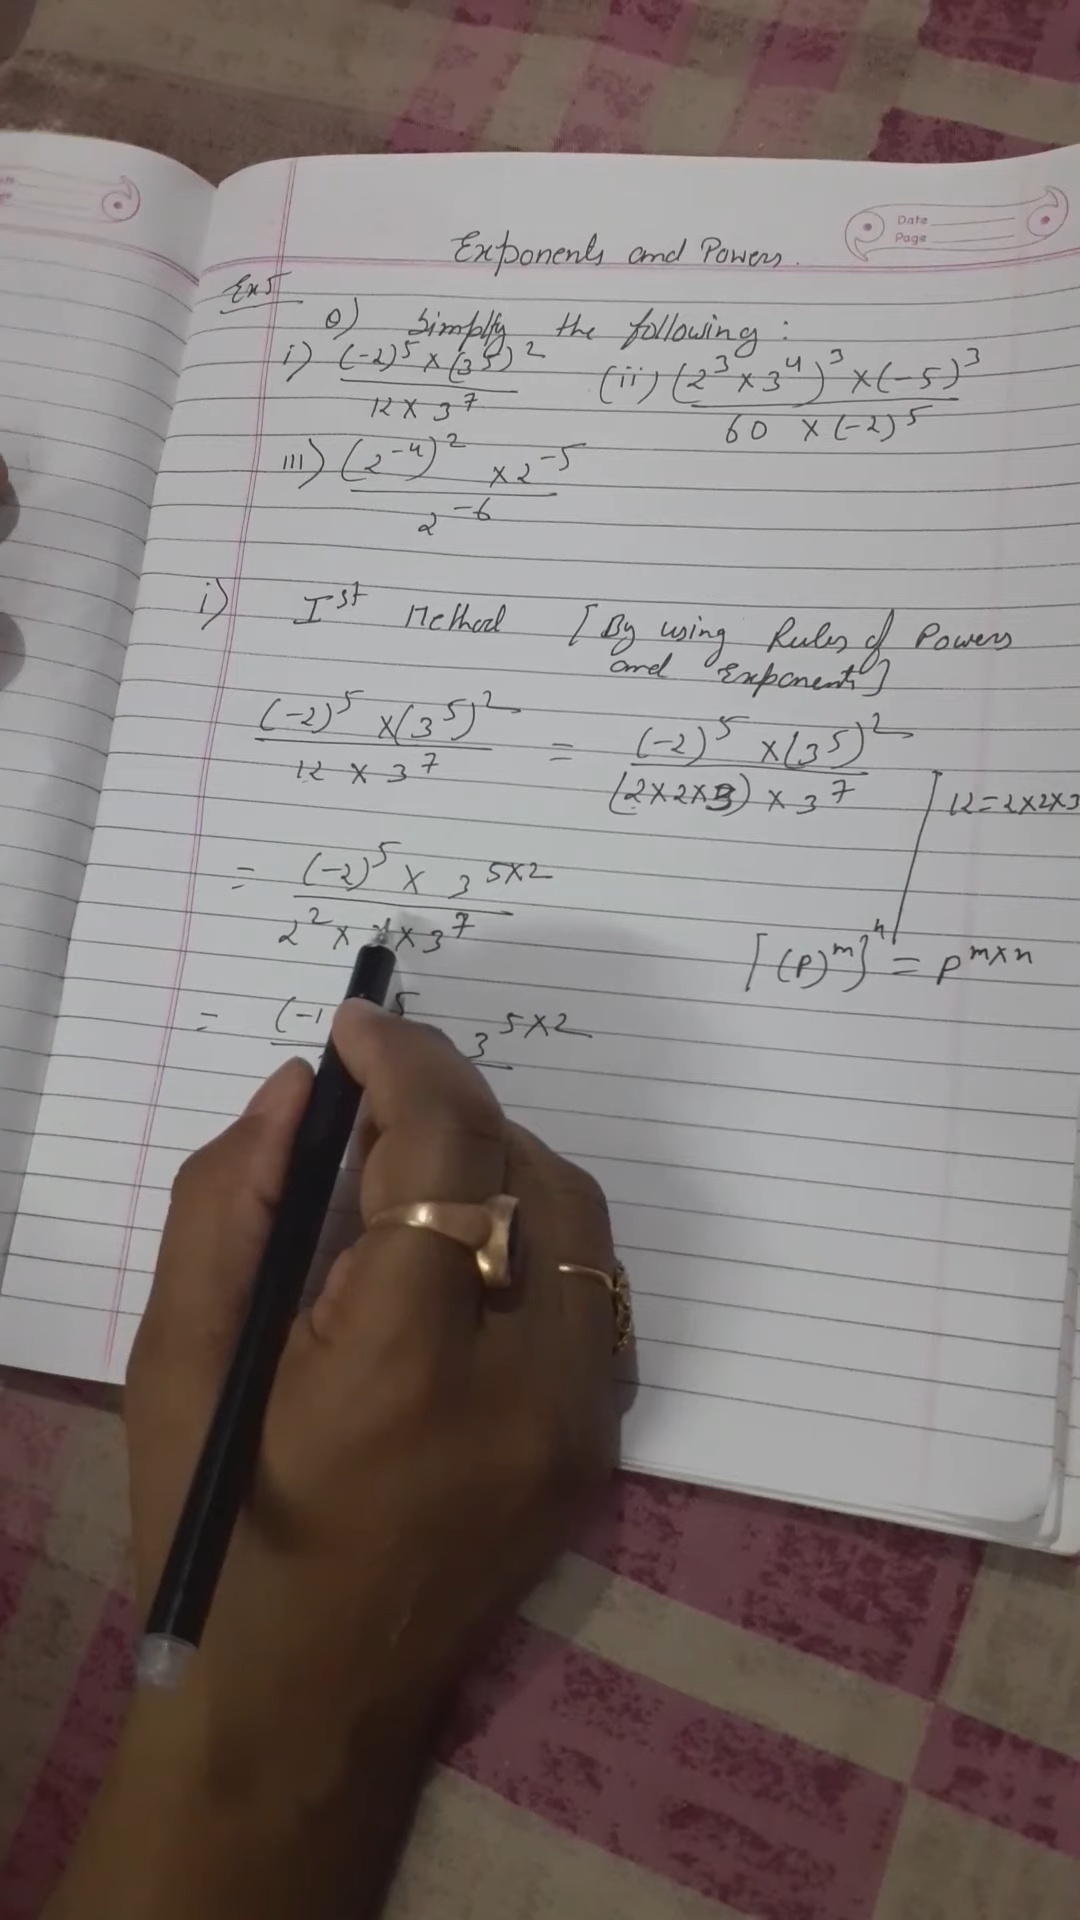 Date
Page
Exponents and Powers.
Ex 5
Q) Simplfy the following :
i) (-2)^5 × (3^5)^2 / 12 × 3^7 (ii) (2^3 × 3^4)^3 × (-5)^3 / 60 × (-2)^5
iii) (2^-4)^2 × 2^-5 / 2^-6
i) I^st Method [By using Rules of Powers
and Exponents]
(-2)^5 × (3^5)^2 / 12 × 3^7 = (-2)^5 × (3^5)^2 / (2×2×3) × 3^7 12 = 2×2×3
= (-2)^5 × 3^5×2 / 2^2 × × 3^7
[(P)^m]^n = P^m×n
= (-1 ^5 3^5×2